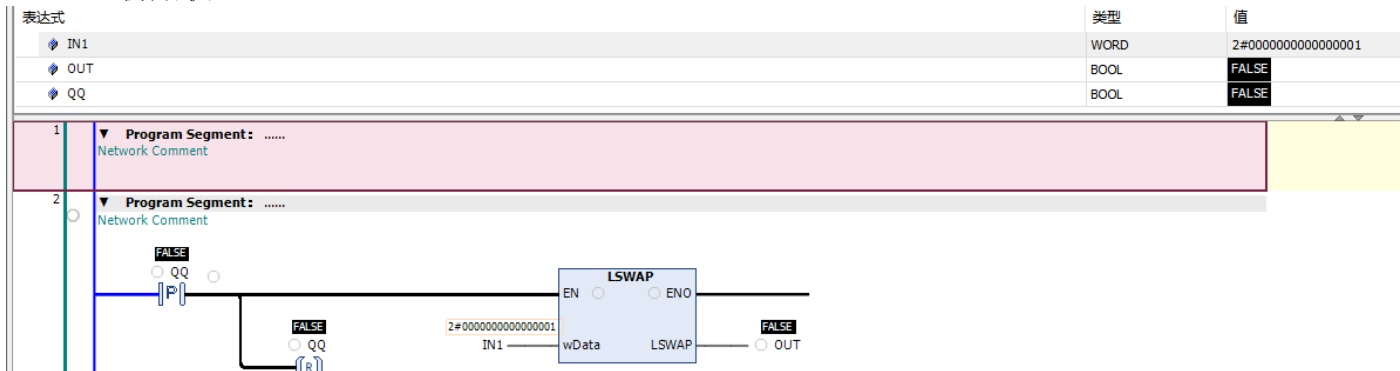 表达式 类型 值
IN1 WORD 2#0000000000000001
OUT BOOL FALSE
QQ BOOL FALSE
1 ▼ Program Segment: ......
Network Comment
2 ▼ Program Segment: ......
Network Comment
FALSE
QQ
P
LSWAP
EN ENO
FALSE 2#0000000000000001 FALSE
QQ IN1 wData LSWAP OUT
R